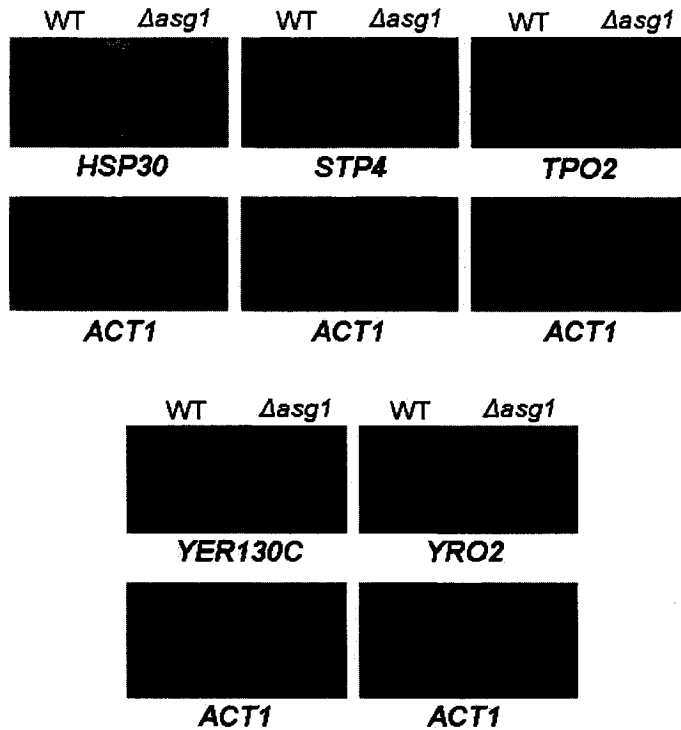 WT Δasg1 WT Δasg1 WT Δasg1
HSP30 STP4 TPO2
ACT1 ACT1 ACT1
WT Δasg1 WT Δasg1
YER130C YRO2
ACT1 ACT1